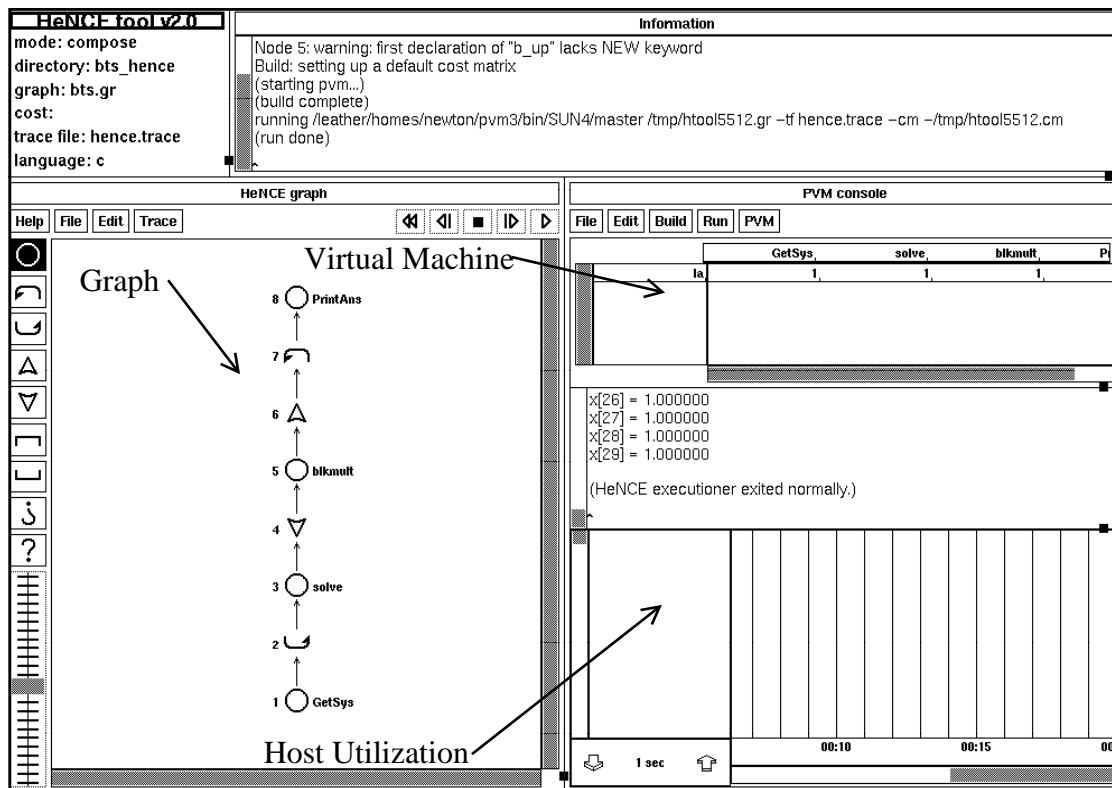 HeNCE tool v2.0
mode: compose
directory: bts_hence
graph: bts.gr
cost:
trace file: hence.trace
language: c
Information
Node 5: warning: first declaration of "b_up" lacks NEW keyword
Build: setting up a default cost matrix
(starting pvm...)
(build complete)
running /leather/homes/newton/pvm3/bin/SUN4/master /tmp/htool5512.gr -tf hence.trace -cm -/tmp/htool5512.cm
(run done)
HeNCE graph
Help File Edit Trace
?
Graph
8 PrintAns
7
6
5 blkmult
4
3 solve
2
1 GetSys
PVM console
File Edit Build Run PVM
GetSys solve blkmult
la 1 1 1
Virtual Machine
x[26] = 1.000000
x[27] = 1.000000
x[28] = 1.000000
x[29] = 1.000000
(HeNCE executioner exited normally.)
Host Utilization
00:10 00:15
1 sec